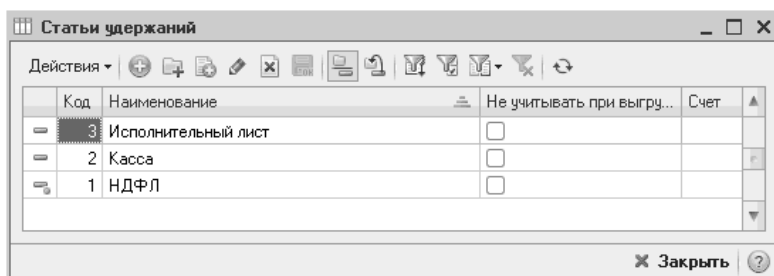 Статьи удержаний
Действия
Код Наименование Не учитывать при выгру... Счет
3 Исполнительный лист
2 Касса
1 НДФЛ
Закрыть ?